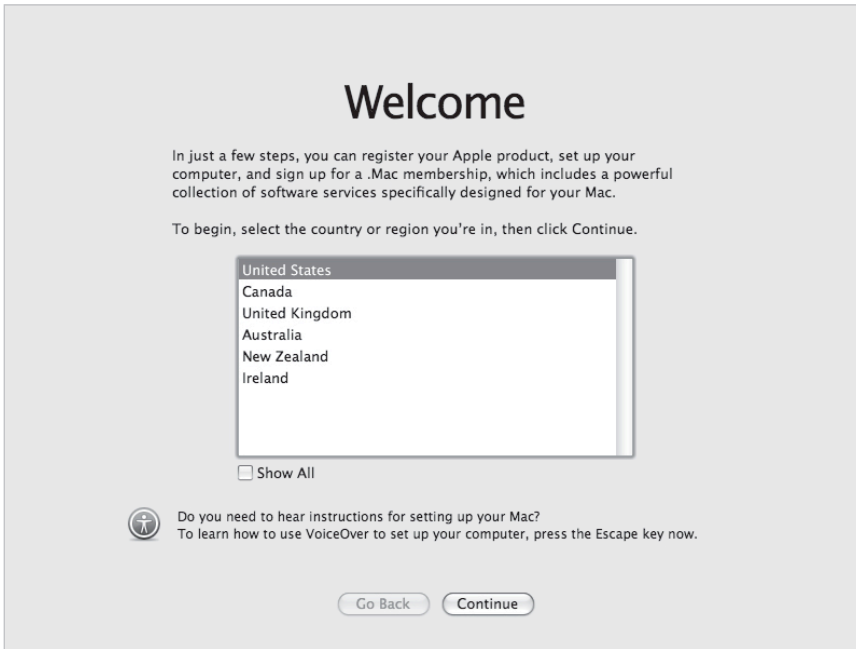 Welcome
In just a few steps, you can register your Apple product, set up your
computer, and sign up for a .Mac membership, which includes a powerful
collection of software services specifically designed for your Mac.
To begin, select the country or region you're in, then click Continue.
United States
Canada
United Kingdom
Australia
New Zealand
Ireland
Show All
Do you need to hear instructions for setting up your Mac?
To learn how to use VoiceOver to set up your computer, press the Escape key now.
Go Back Continue